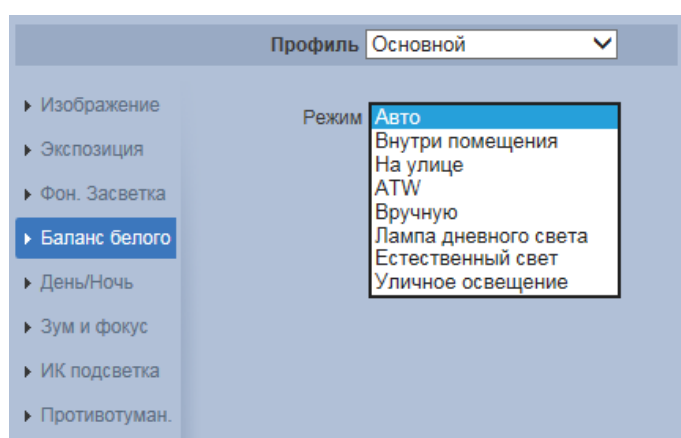 Профиль Основной
Изображение
Экспозиция
Фон. Засветка
Баланс белого
День/Ночь
Зум и фокус
ИК подсветка
Противотуман.
Режим Авто
Внутри помещения
На улице
ATW
Вручную
Лампа дневного света
Естественный свет
Уличное освещение